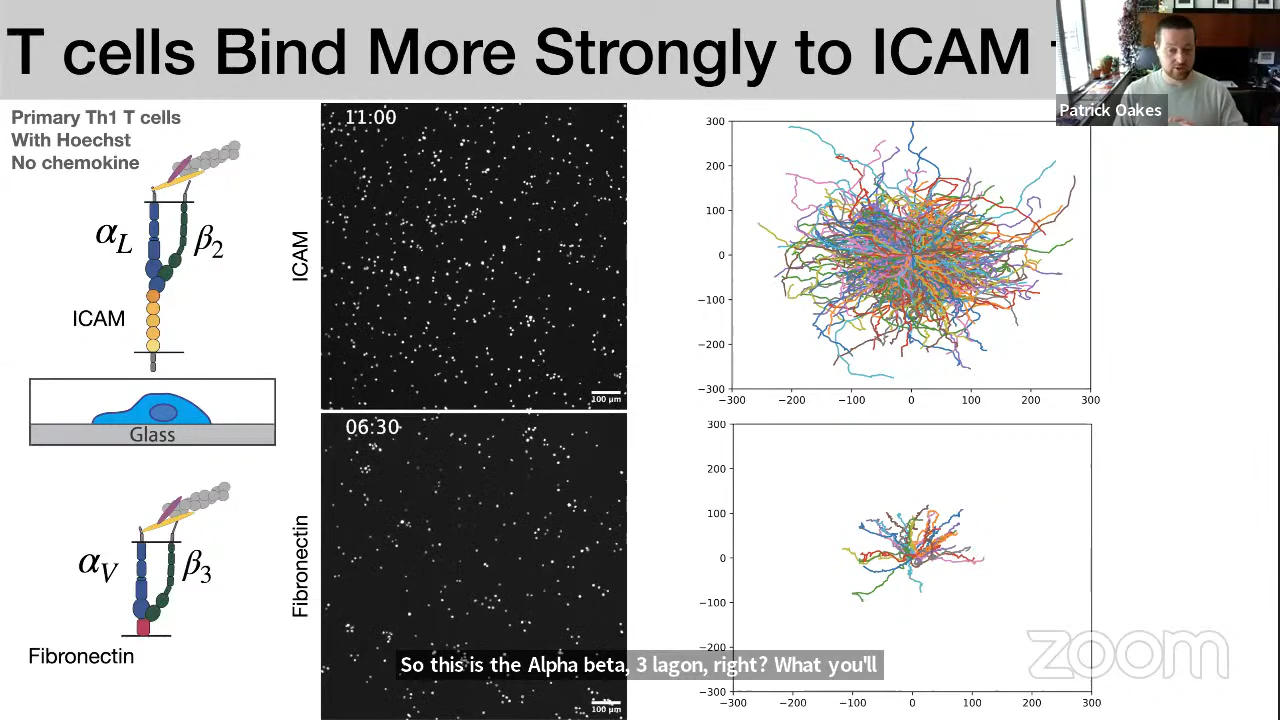 T cells Bind More Strongly to ICAM
Patrick Oakes
Primary Th1 T cells
With Hoechst
No chemokine
αL
β2
ICAM
Glass
αV
β3
Fibronectin
ICAM
11:00
100 µm
Fibronectin
06:30
100 µm
300
200
100
0
−100
−200
−300
−300 −200 −100 0 100 200 300
300
200
100
0
−100
−200
−300
−300 −200 −100 0 100 200 300
So this is the Alpha beta, 3 lagon, right? What you'll
zoom